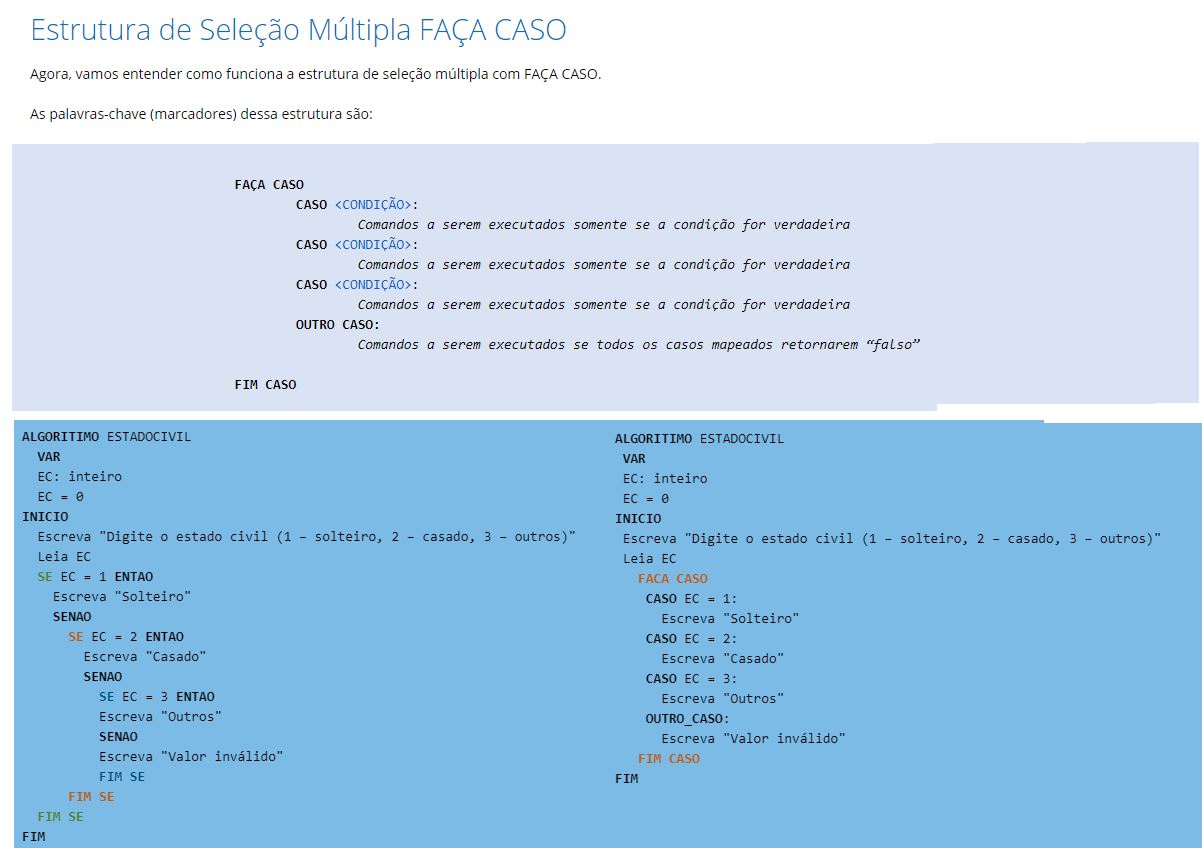 Estrutura de Seleção Múltipla FAÇA CASO
Agora, vamos entender como funciona a estrutura de seleção múltipla com FAÇA CASO.
As palavras-chave (marcadores) dessa estrutura são:
FAÇA CASO
CASO <CONDIÇÃO>:
Comandos a serem executados somente se a condição for verdadeira
CASO <CONDIÇÃO>:
Comandos a serem executados somente se a condição for verdadeira
CASO <CONDIÇÃO>:
Comandos a serem executados somente se a condição for verdadeira
OUTRO CASO:
Comandos a serem executados se todos os casos mapeados retornarem “falso”
FIM CASO
ALGORITIMO ESTADOCIVIL
VAR
EC: inteiro
EC = 0
INICIO
Escreva "Digite o estado civil (1 – solteiro, 2 – casado, 3 – outros)"
Leia EC
SE EC = 1 ENTAO
Escreva "Solteiro"
SENAO
SE EC = 2 ENTAO
Escreva "Casado"
SENAO
SE EC = 3 ENTAO
Escreva "Outros"
SENAO
Escreva "Valor inválido"
FIM SE
FIM SE
FIM SE
FIM
ALGORITIMO ESTADOCIVIL
VAR
EC: inteiro
EC = 0
INICIO
Escreva "Digite o estado civil (1 – solteiro, 2 – casado, 3 – outros)"
Leia EC
FACA CASO
CASO EC = 1:
Escreva "Solteiro"
CASO EC = 2:
Escreva "Casado"
CASO EC = 3:
Escreva "Outros"
OUTRO_CASO:
Escreva "Valor inválido"
FIM CASO
FIM